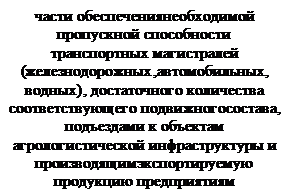 части обеспечениянеобходимой
пропускной способности
транспортных магистралей
(железнодорожных,автомобильных,
водных), достаточного количества
соответствующего подвижногосостава,
подъездами к объектам
агрологистической инфраструктуры и
производящимэкспортируемую
продукцию предприятиям